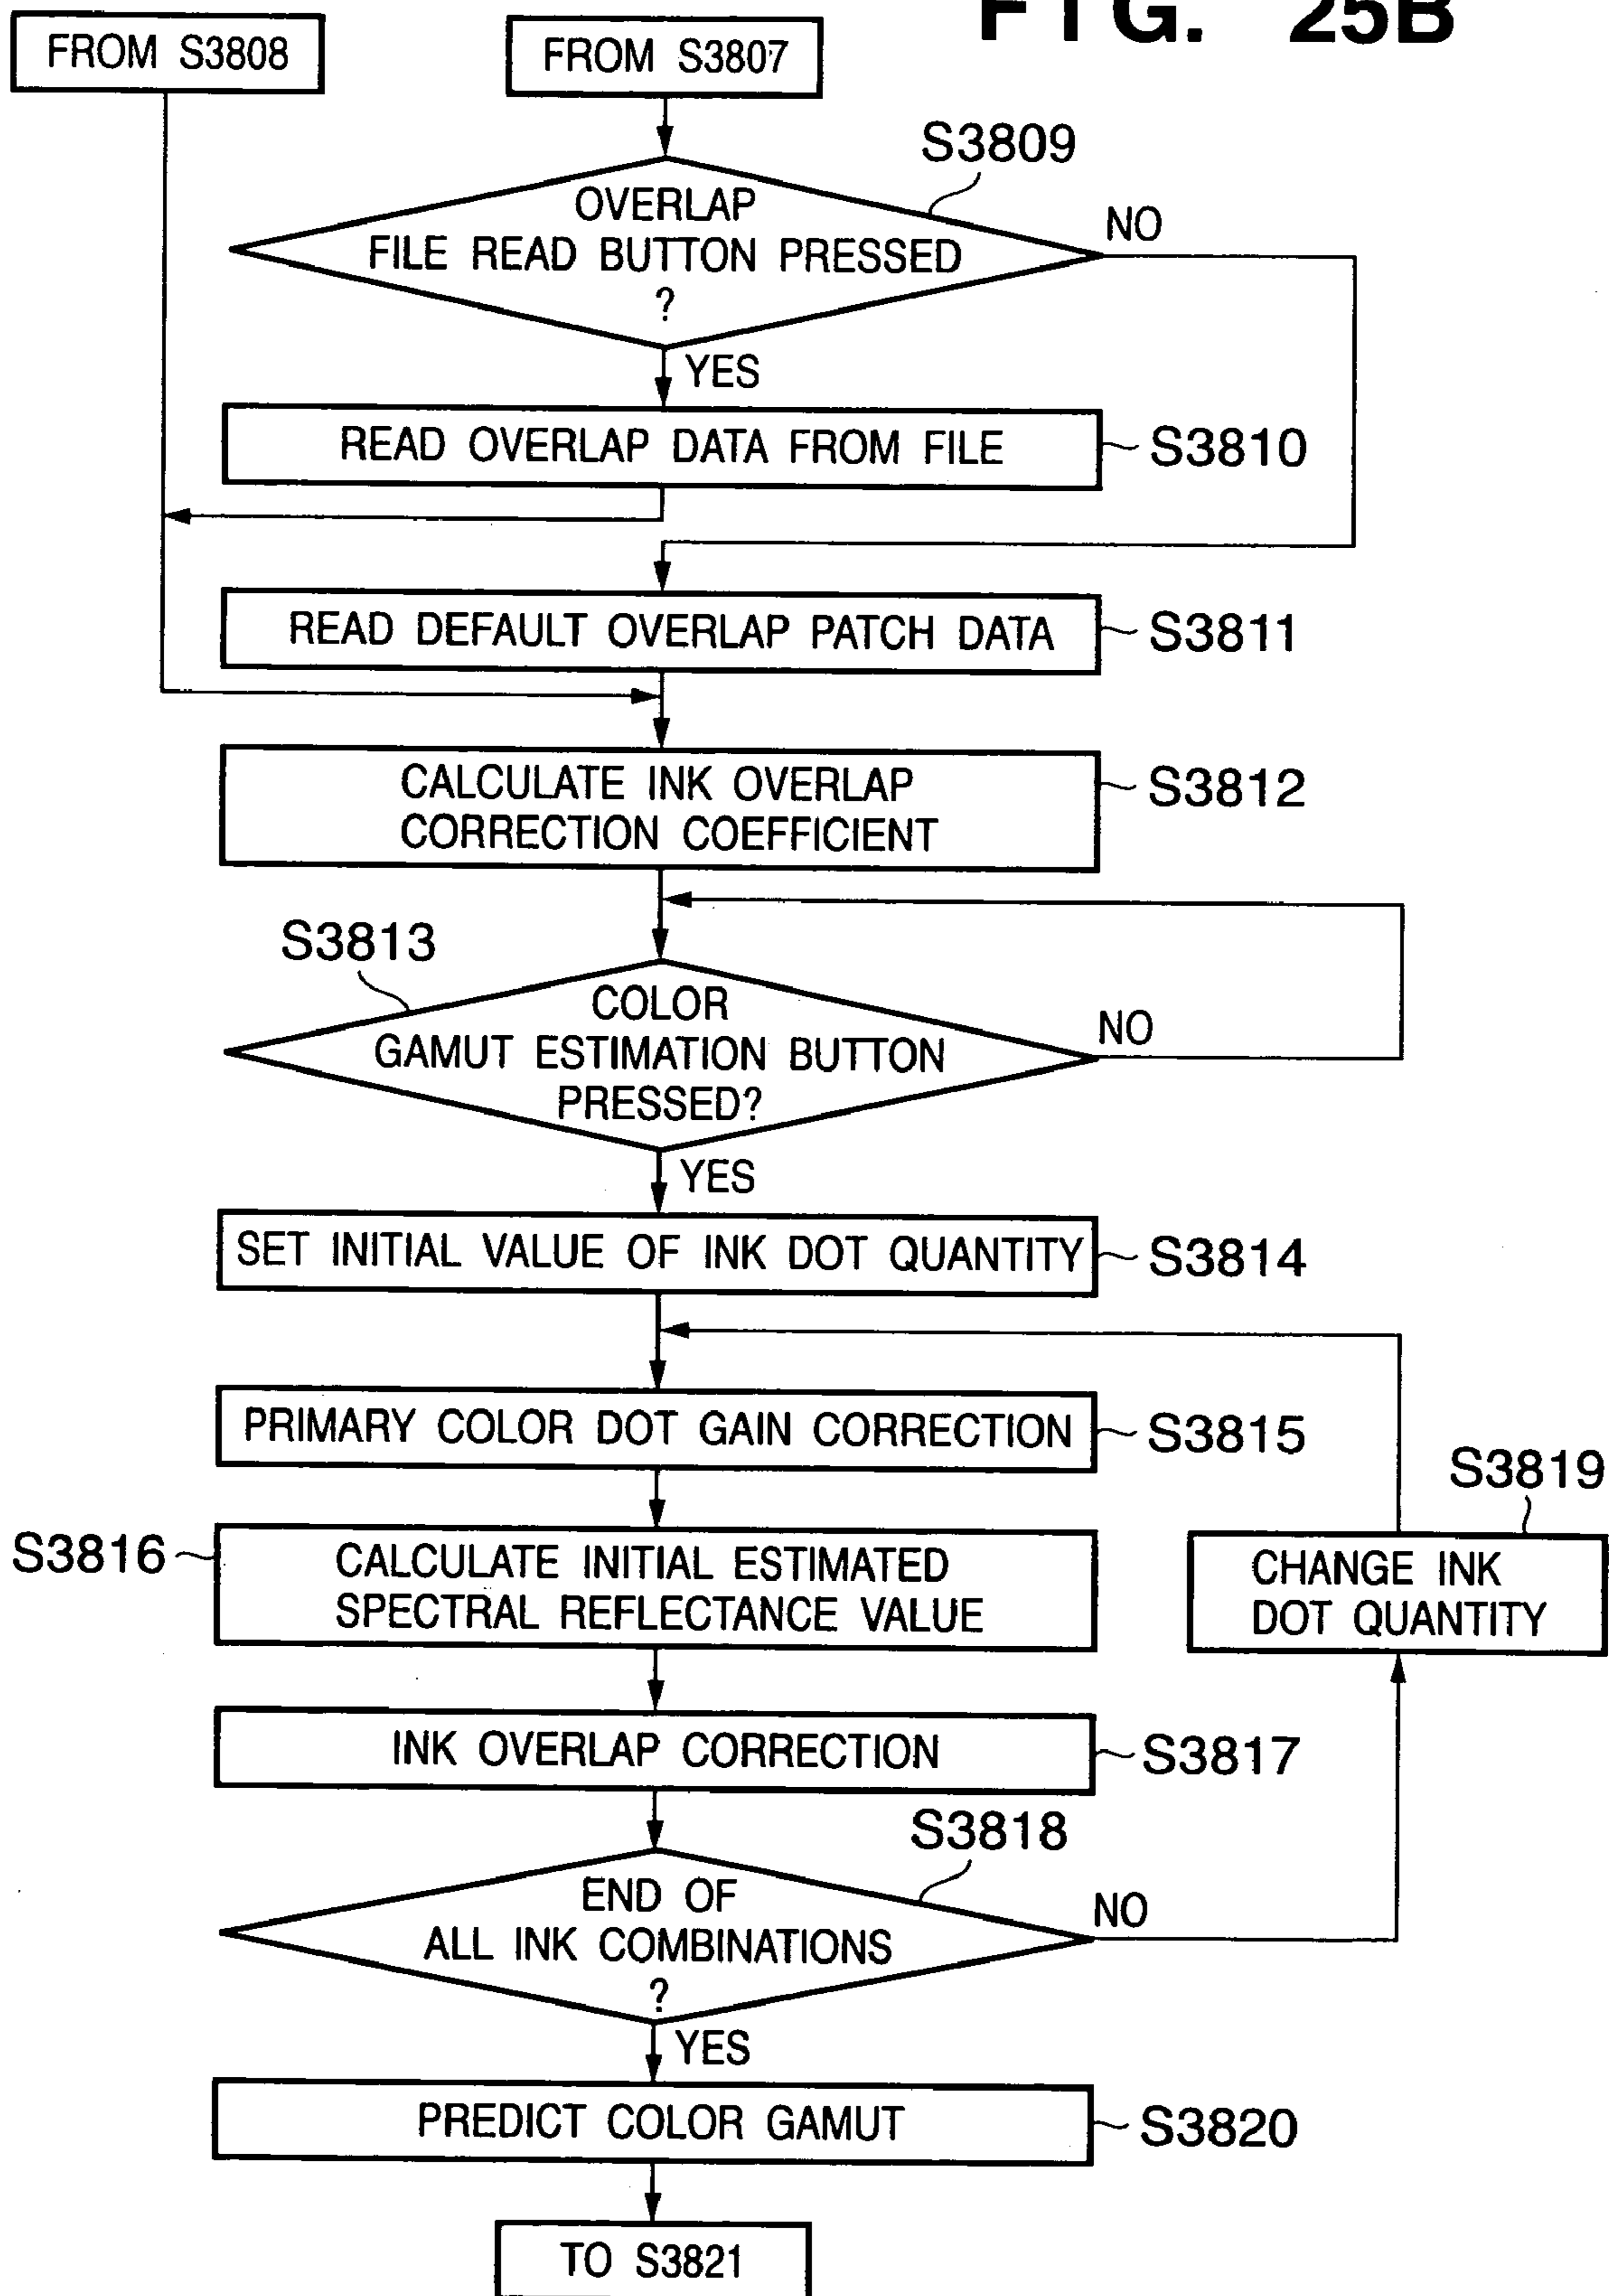 FIG. 25B
FROM S3808
FROM S3807
S3809
OVERLAP
FILE READ BUTTON PRESSED
?
NO
YES
READ OVERLAP DATA FROM FILE
S3810
READ DEFAULT OVERLAP PATCH DATA
S3811
CALCULATE INK OVERLAP
CORRECTION COEFFICIENT
S3812
S3813
COLOR
GAMUT ESTIMATION BUTTON
PRESSED?
NO
YES
SET INITIAL VALUE OF INK DOT QUANTITY
S3814
PRIMARY COLOR DOT GAIN CORRECTION
S3815
S3819
S3816
CALCULATE INITIAL ESTIMATED
SPECTRAL REFLECTANCE VALUE
CHANGE INK
DOT QUANTITY
INK OVERLAP CORRECTION
S3817
S3818
END OF
ALL INK COMBINATIONS
?
NO
YES
PREDICT COLOR GAMUT
S3820
TO S3821